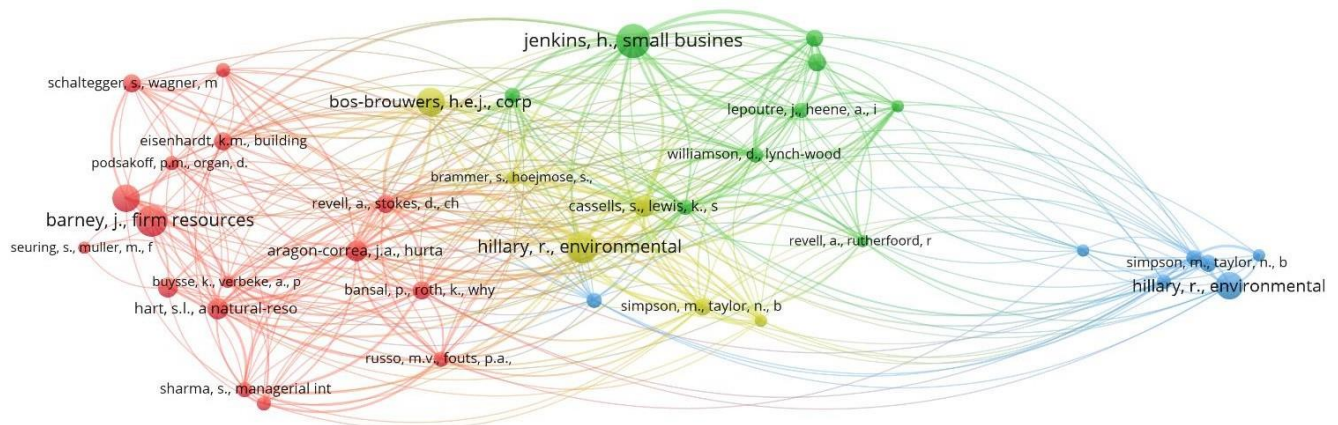 jenkins, h., small busines
schaltegger, s., wagner, m
bos-brouwers, h.e.j., corp
lepoutre, j., heene, a., i
eisenhardt, k.m., building
williamson, d., lynch-wood
podsakoff, p.m., organ, d.
brammer, s., hoejmose, s.,
revell, a., stokes, d., ch
cassells, s., lewis, k., s
barney, j., firm resources
revell, a., rutherfoord, r
seuring, s., muller, m., f
aragon-correa, j.a., hurta
hillary, r., environmental
simpson, m., taylor, n., b
buysse, k., verbeke, a., p
bansal, p., roth, k., why
hillary, r., environmental
hart, s.l., a natural-reso
simpson, m., taylor, n., b
russo, m.v., fouts, p.a.,
sharma, s., managerial int